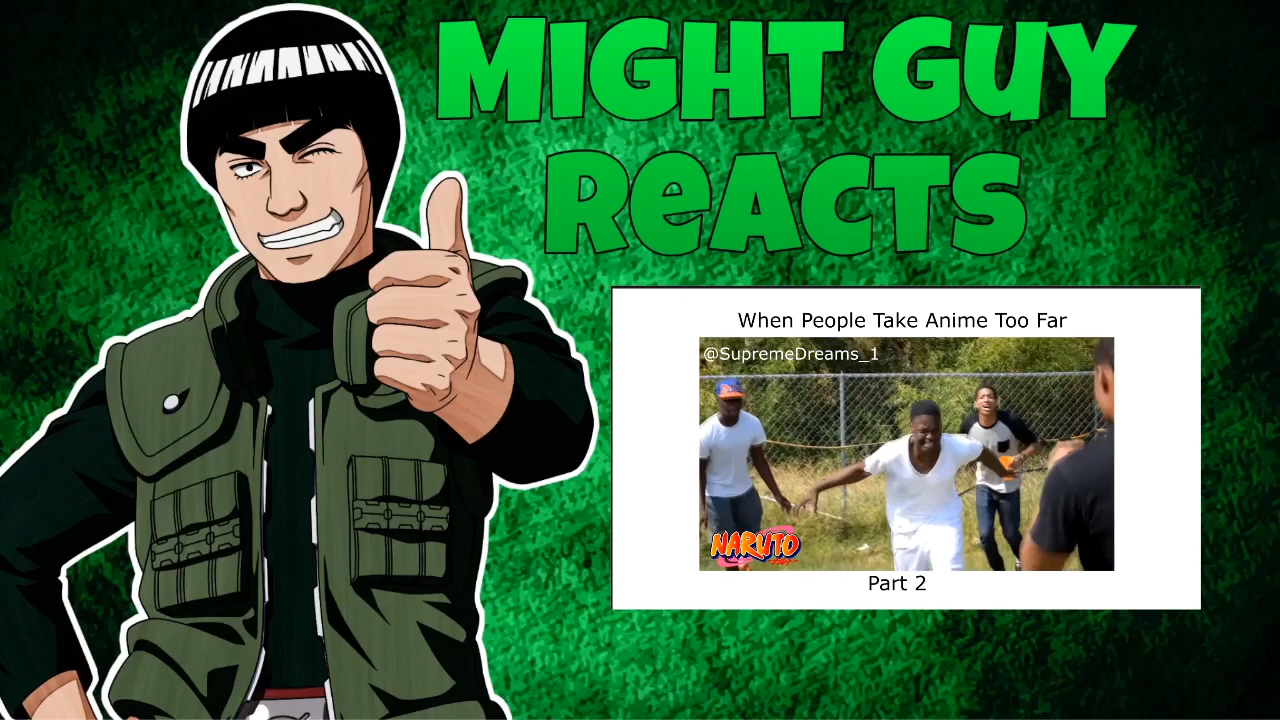 MIGHT GUY
REACTS
When People Take Anime Too Far
@SupremeDreams_1
NARUTO
Part 2